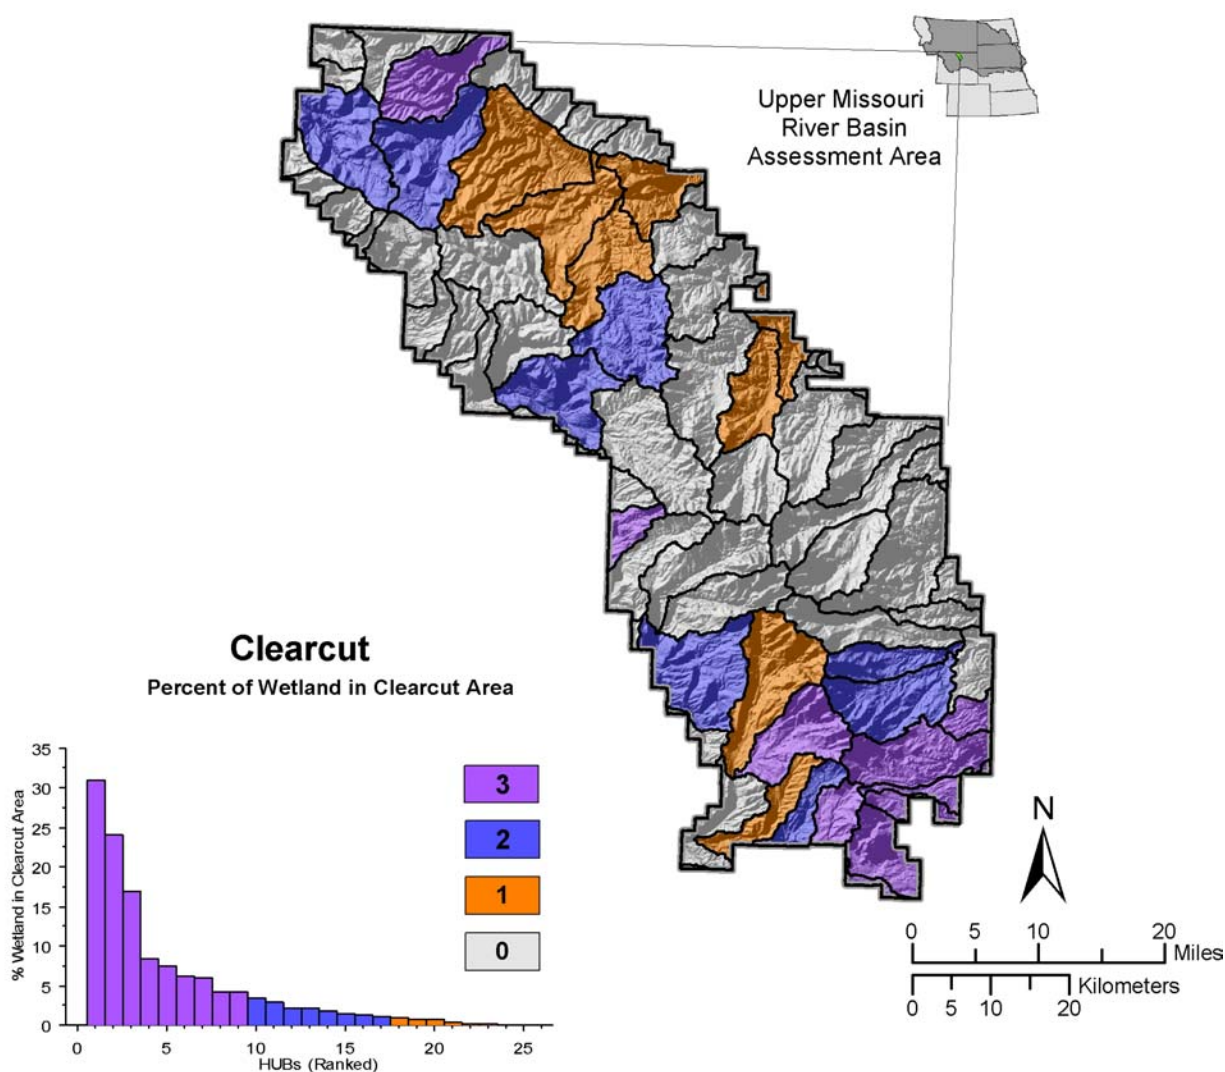 Upper Missouri
River Basin
Assessment Area
Clearcut
Percent of Wetland in Clearcut Area
% Wetland in Clearcut Area
35
30
25
20
15
10
5
0
0 5 10 15 20 25
HUBs (Ranked)
3
2
1
0
N
0 5 10 20
Miles
Kilometers
0 5 10 20